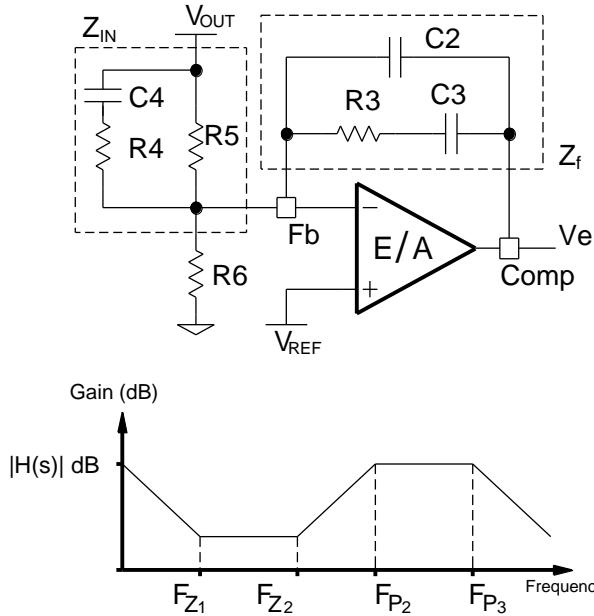 V_OUT
Z_IN
C2
C4
R3
C3
R4
R5
Z_f
Fb
E/A
Ve
R6
Comp
V_REF
Gain (dB)
|H(s)| dB
F_Z1
F_Z2
F_P2
F_P3